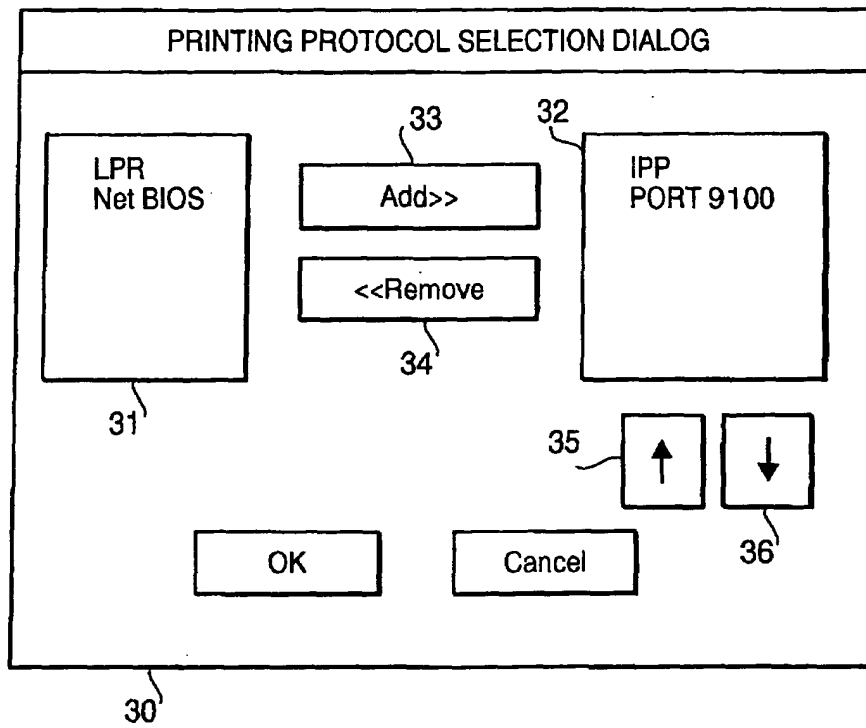 PRINTING PROTOCOL SELECTION DIALOG
33
32
LPR
Net BIOS
Add>>
IPP
PORT 9100
<<Remove
31
34
35
↑
↓
36
OK
Cancel
30